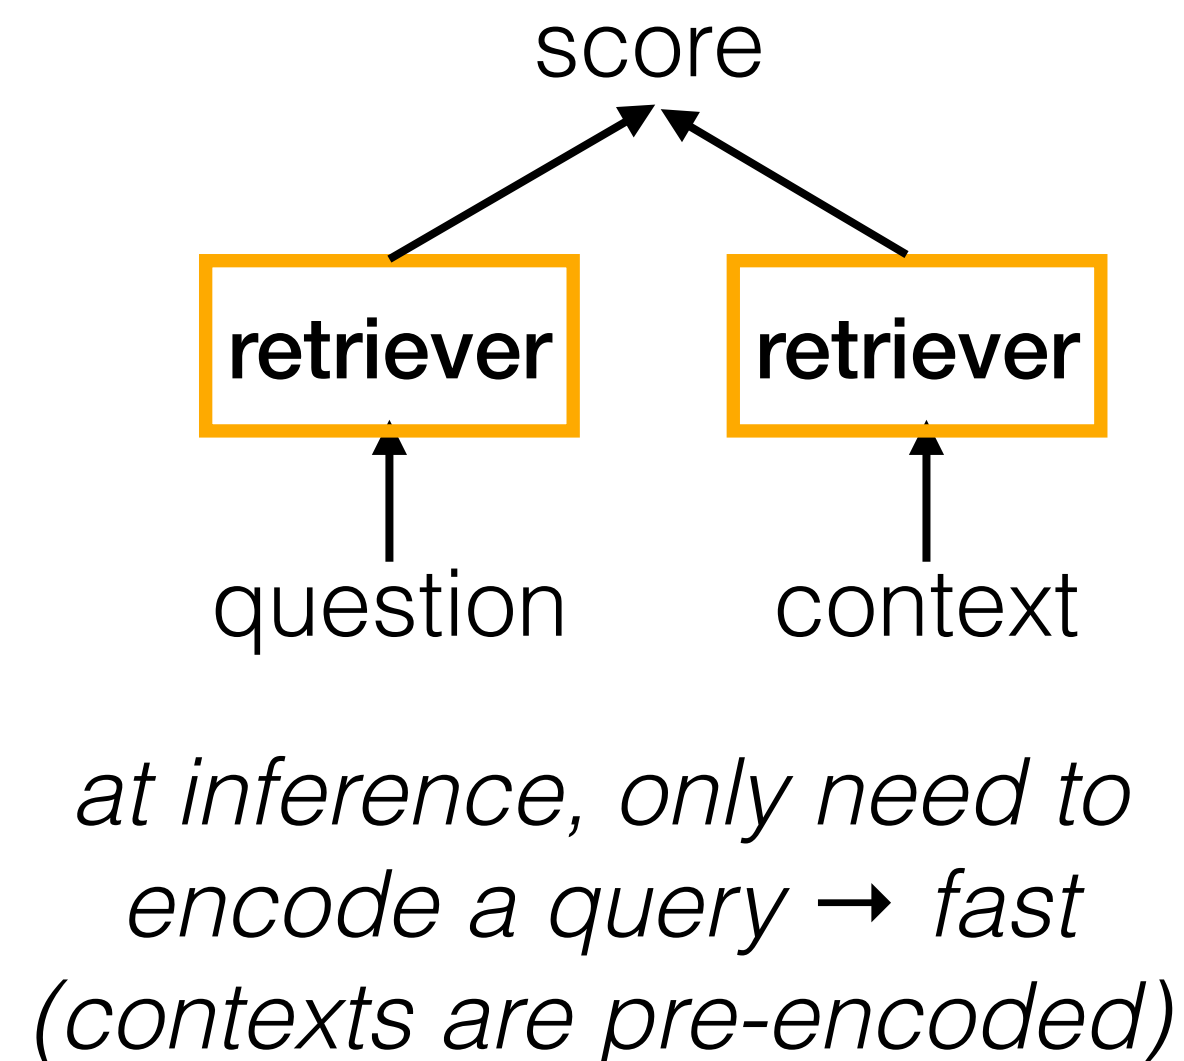 score
retriever retriever
question context
at inference, only need to
encode a query → fast
(contexts are pre-encoded)